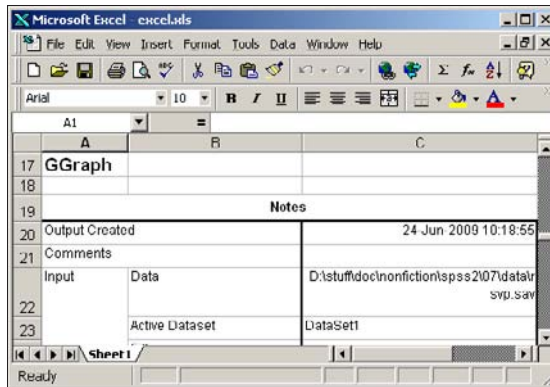 Microsoft Excel - excel.xls
File Edit View Insert Format Tools Data Window Help
Arial 10 B I U
A1 =
A B C
17 GGraph
18
19 Notes
20 Output Created 24-Jun-2009 10:18:55
21 Comments
Input Data D:\stuff\doc\nonfiction\spss2\07\data\r
22 svp.sav
23 Active Dataset DataSet1
Sheet1
Ready